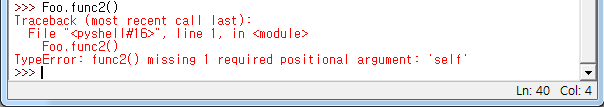 >>> Foo.func2()
Traceback (most recent call last):
  File "<pyshell#16>", line 1, in <module>
    Foo.func2()
TypeError: func2() missing 1 required positional argument: 'self'
>>>
Ln: 40 Col: 4